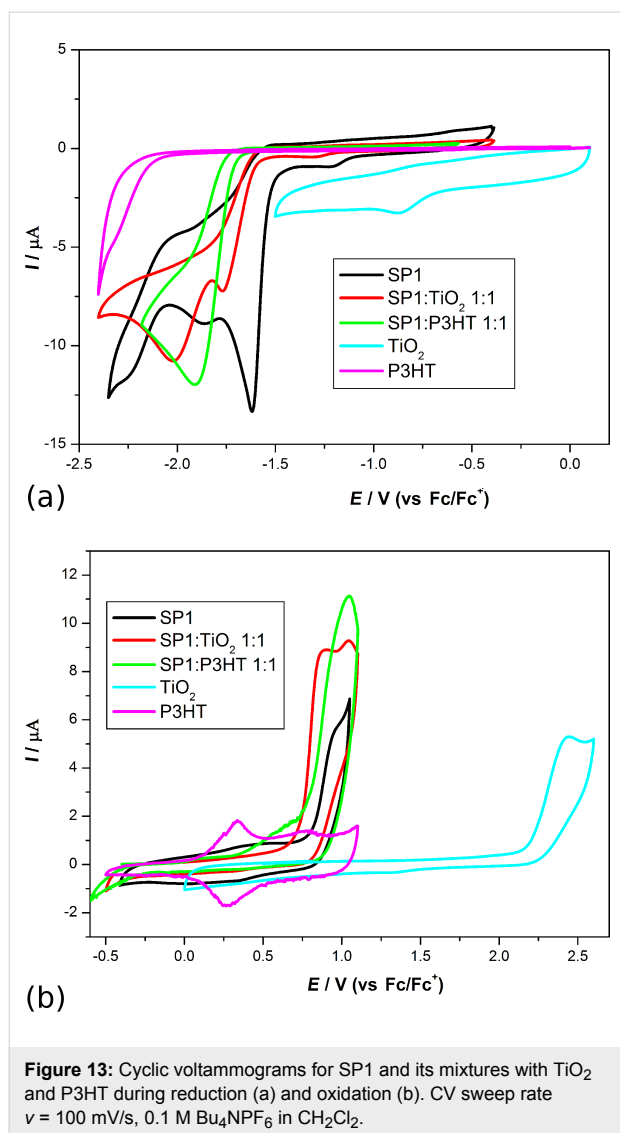 5
0
-5
-10
-15
I / µA
SP1
SP1:TiO₂ 1:1
SP1:P3HT 1:1
TiO₂
P3HT
-2.5 -2.0 -1.5 -1.0 -0.5 0.0
E / V (vs Fc/Fc⁺)
(a)
12
10
8
6
4
2
0
-2
I / µA
SP1
SP1:TiO₂ 1:1
SP1:P3HT 1:1
TiO₂
P3HT
-0.5 0.0 0.5 1.0 1.5 2.0 2.5
E / V (vs Fc/Fc⁺)
(b)
Figure 13: Cyclic voltammograms for SP1 and its mixtures with TiO₂
and P3HT during reduction (a) and oxidation (b). CV sweep rate
v = 100 mV/s, 0.1 M Bu₄NPF₆ in CH₂Cl₂.